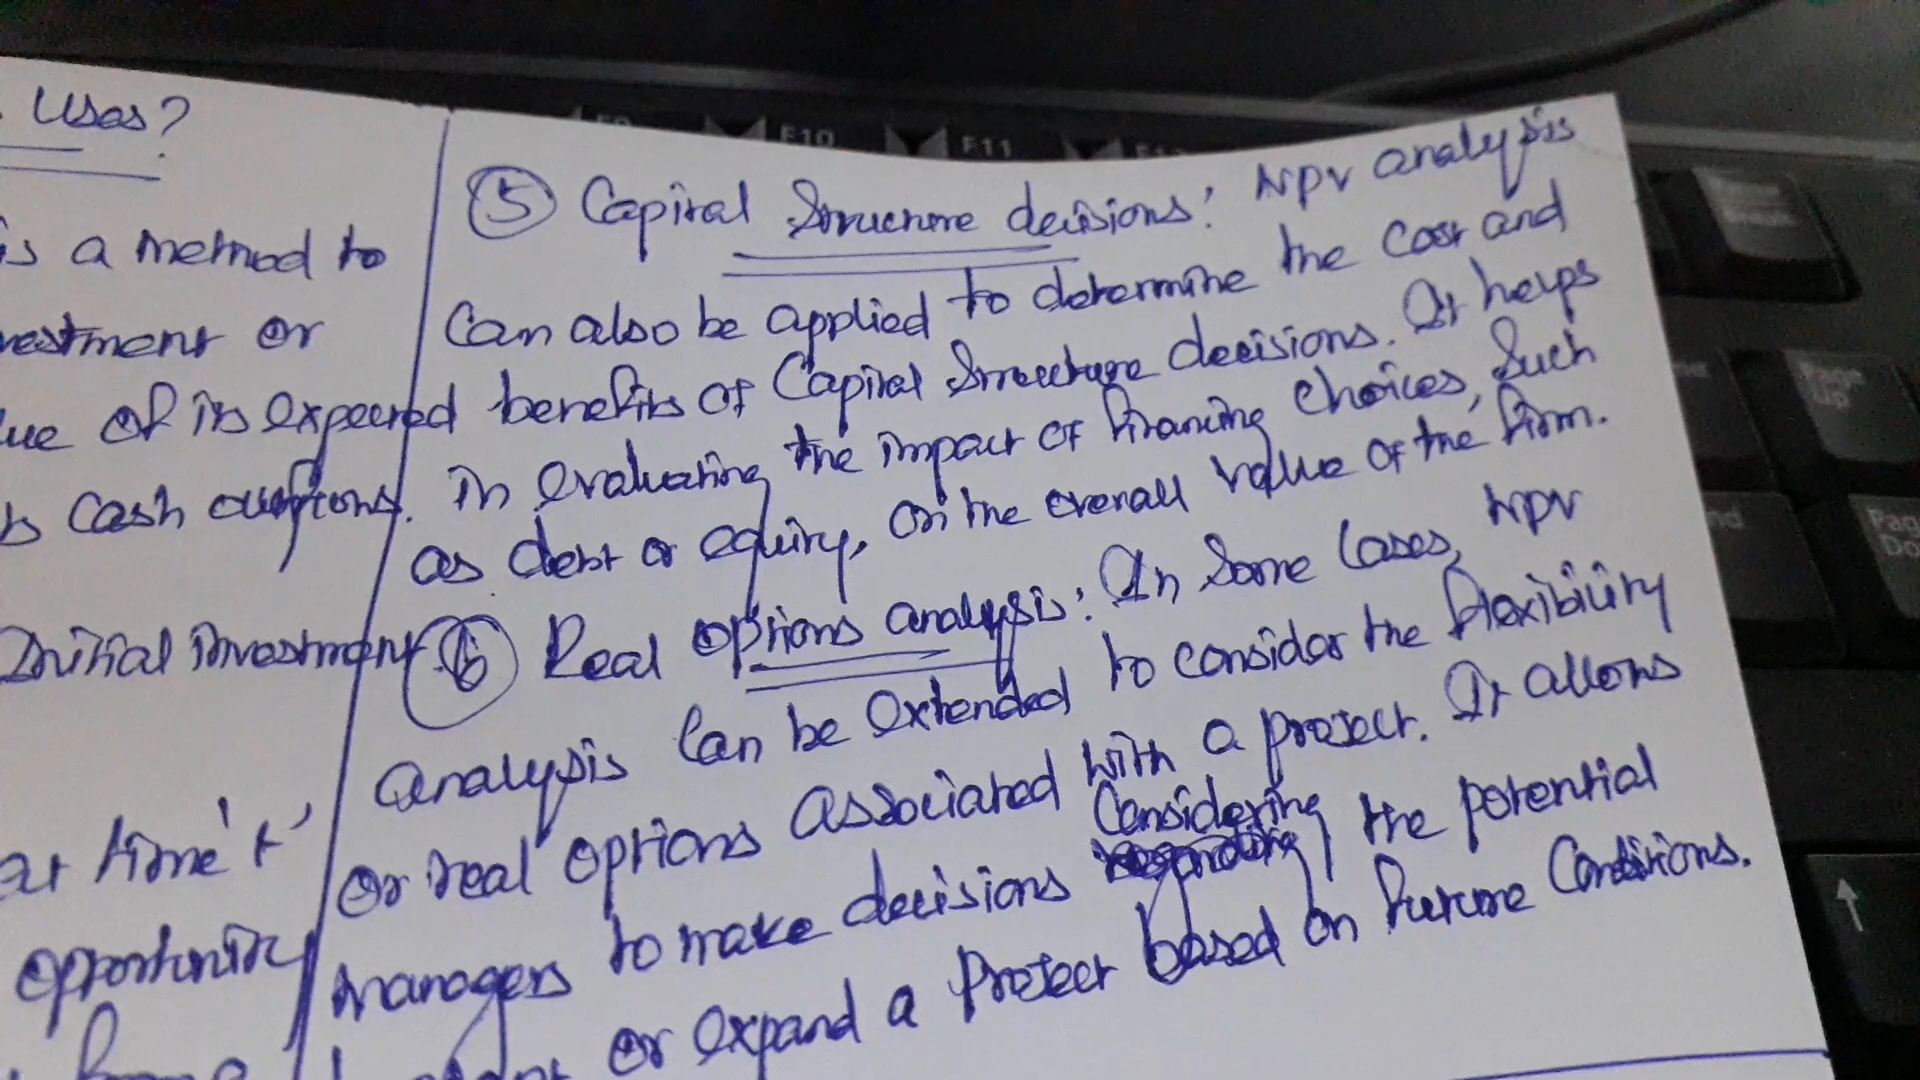 Uses?
is a method to
vestment or
ue of its expected
s cash outflows.
Initial investment
at time 't'
opportunity
⑤ Capital Structure decisions: NPV analysis
Can also be applied to determine the cost and
benefits of Capital Structure decisions. It helps
in evaluating the impact of financing choices, Such
as debt or equity, on the overall value of the firm.
⑥ Real options analysis: In Some Cases, NPV
analysis Can be extended to consider the flexibility
or real options associated with a project. It allows
managers to make decisions Considering the potential
or expand a Project based on future Conditions.
F9
F10
F11
Page Up